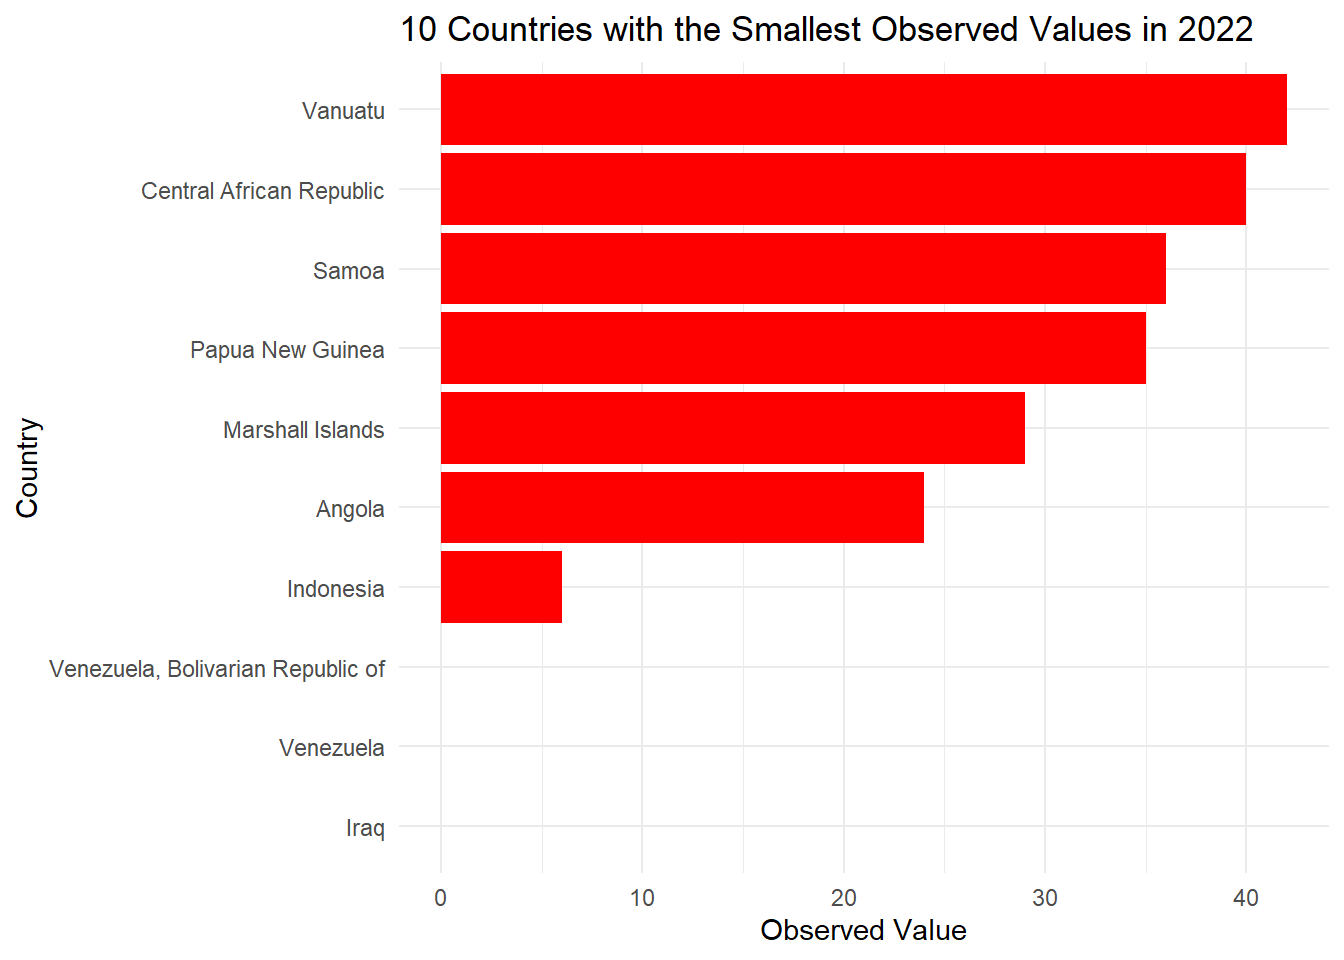 10 Countries with the Smallest Observed Values in 2022
Vanuatu
Central African Republic
Samoa
Papua New Guinea
Marshall Islands
Angola
Indonesia
Venezuela, Bolivarian Republic of
Venezuela
Iraq
Country
0 10 20 30 40
Observed Value